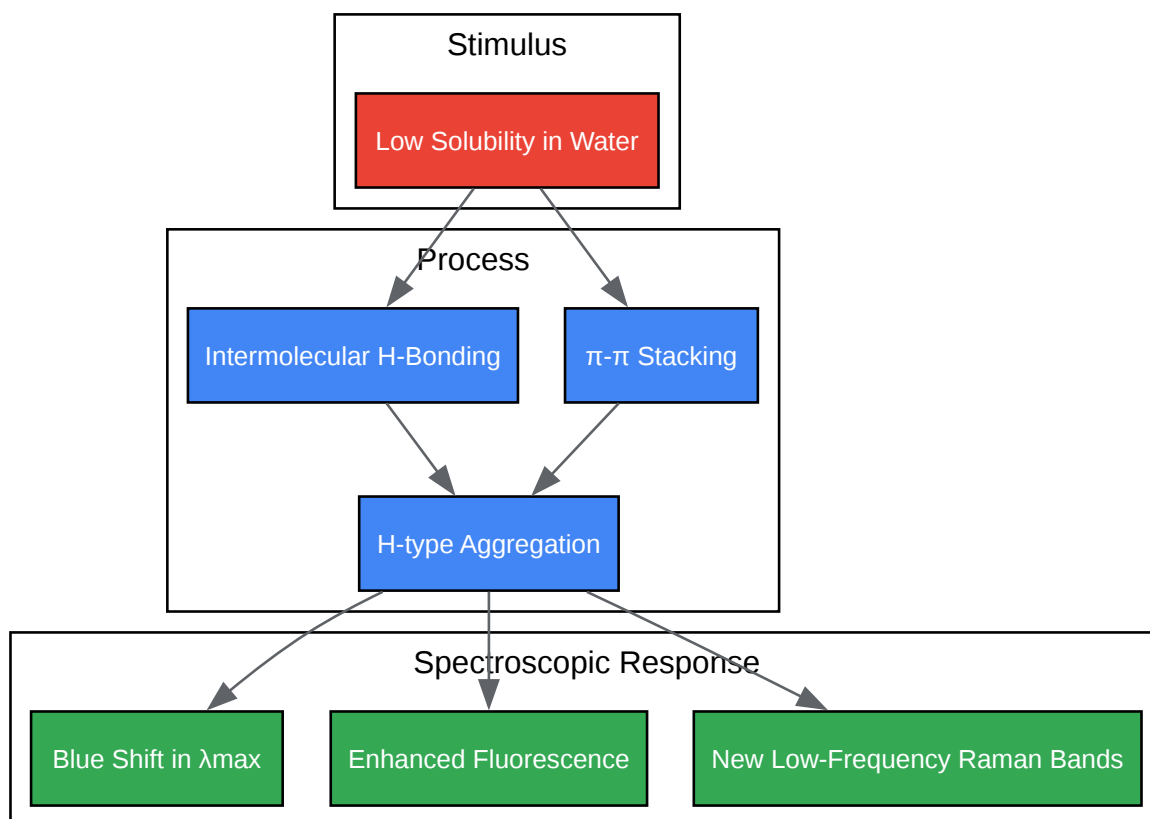 Stimulus
Low Solubility in Water
Process
Intermolecular H-Bonding
π-π Stacking
H-type Aggregation
Spectroscopic Response
Blue Shift in λmax
Enhanced Fluorescence
New Low-Frequency Raman Bands